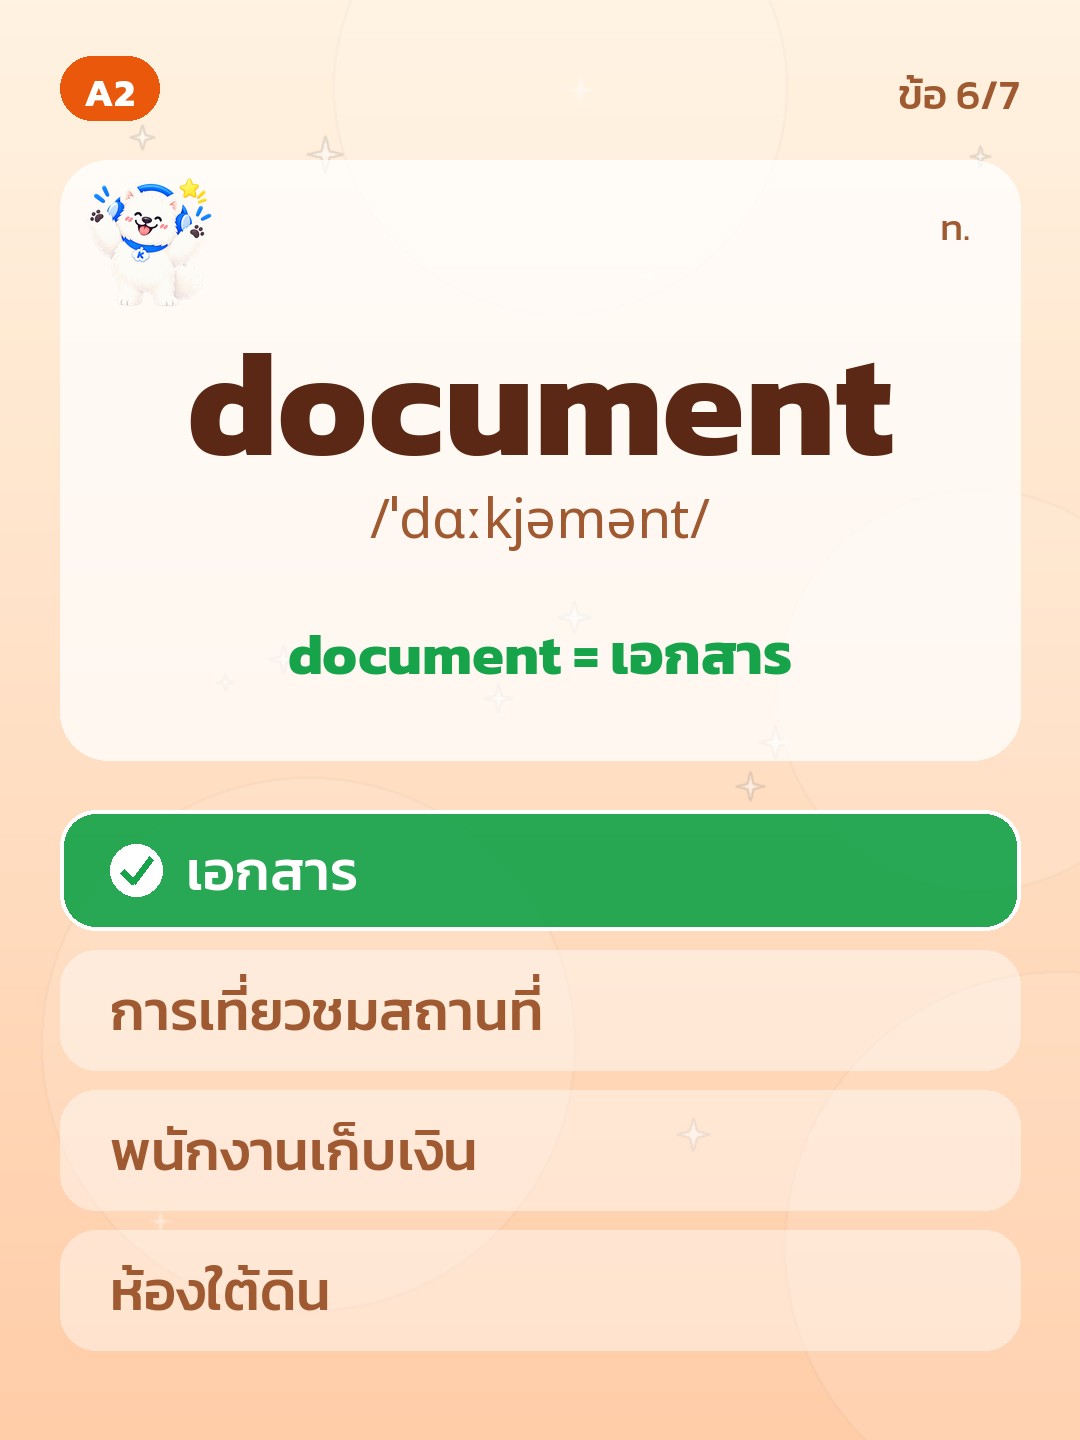 A2
ข้อ 6/7
n.
document
/ˈdɑːkjəmənt/
document = เอกสาร
เอกสาร
การเที่ยวชมสถานที่
พนักงานเก็บเงิน
ห้องใต้ดิน